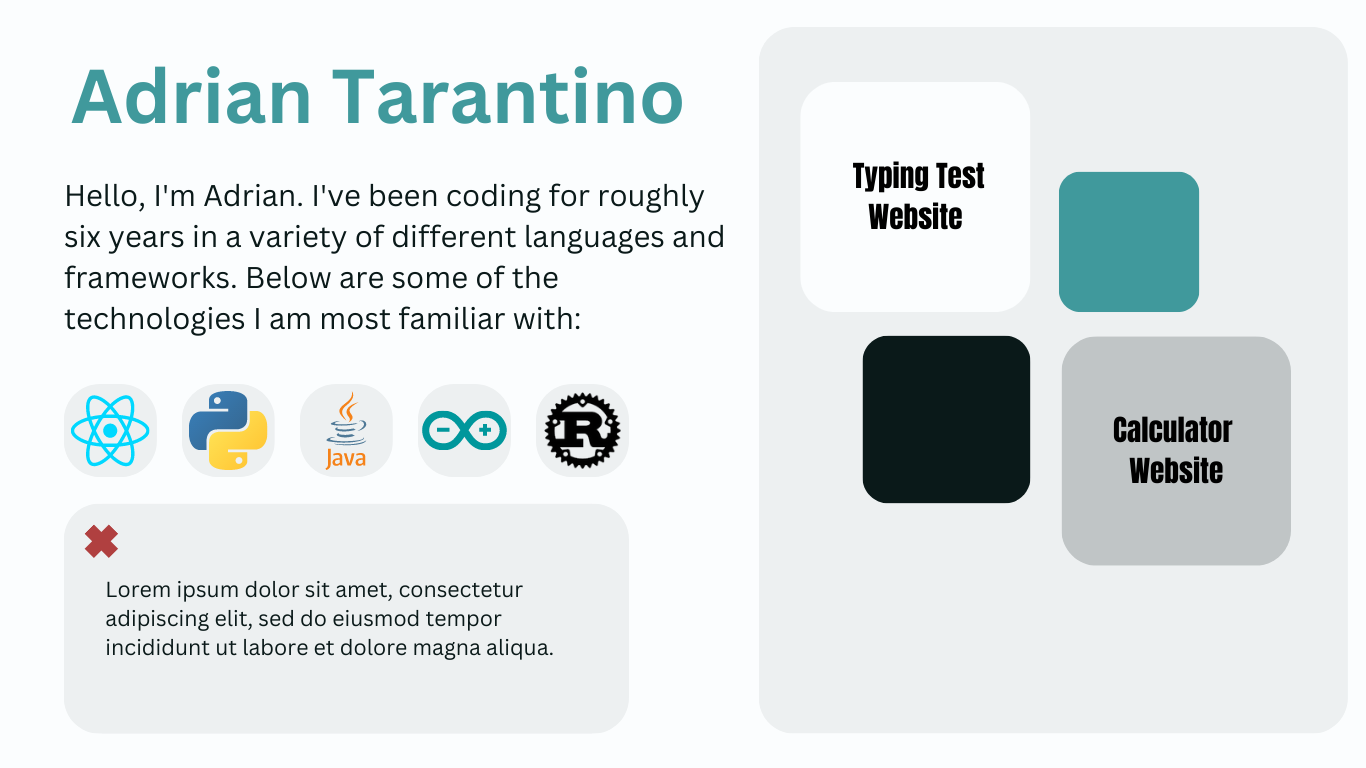 Adrian Tarantino
Hello, I'm Adrian. I've been coding for roughly
six years in a variety of different languages and
frameworks. Below are some of the
technologies I am most familiar with:
Java
R
Lorem ipsum dolor sit amet, consectetur
adipiscing elit, sed do eiusmod tempor
incididunt ut labore et dolore magna aliqua.
Typing Test
Website
Calculator
Website